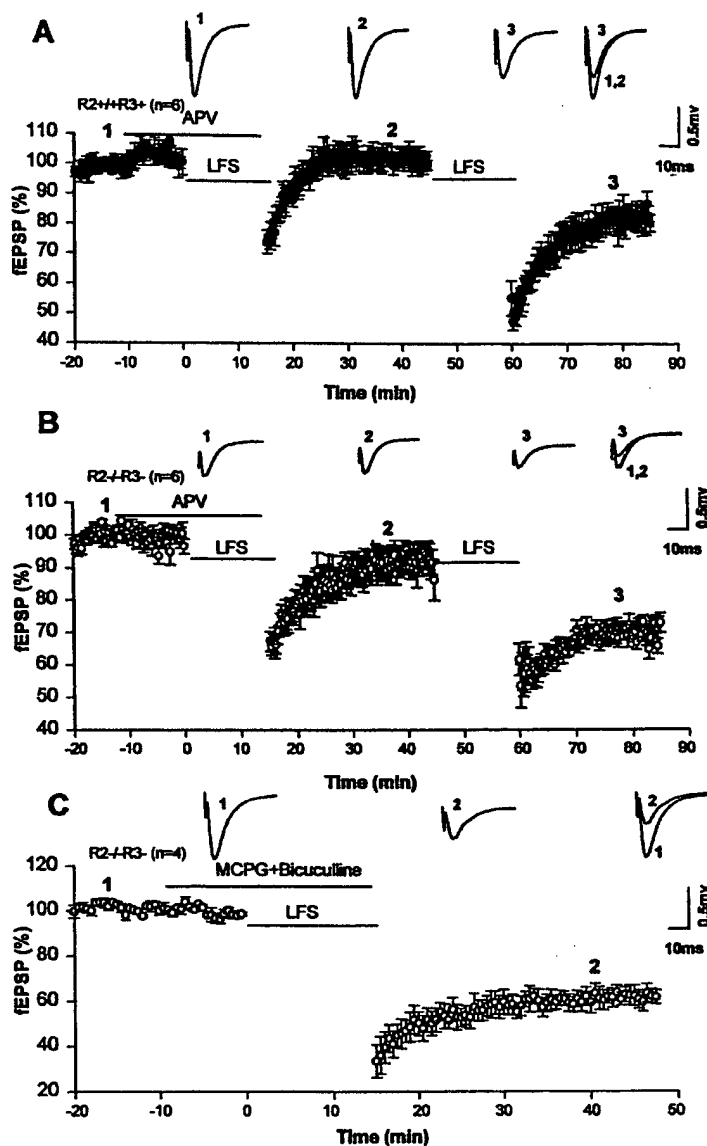 A
1
2
3
3
1,2
R2+/+R3+ (n=6)
APV
0.5mv
10ms
1
2
3
LFS
LFS
110
100
90
80
70
60
50
40
fEPSP (%)
-20
-10
0
10
20
30
40
50
60
70
80
90
Time (min)
B
1
2
3
3
1,2
R2-/-R3- (n=6)
APV
0.5mv
10ms
1
2
3
LFS
LFS
110
100
90
80
70
60
50
40
fEPSP (%)
-20
-10
0
10
20
30
40
50
60
70
80
90
Time (min)
C
1
2
2
1
R2-/-R3- (n=4)
MCPG+Bicuculline
0.5mv
10ms
1
2
LFS
120
100
80
60
40
20
fEPSP (%)
-20
-10
0
10
20
30
40
50
Time (min)